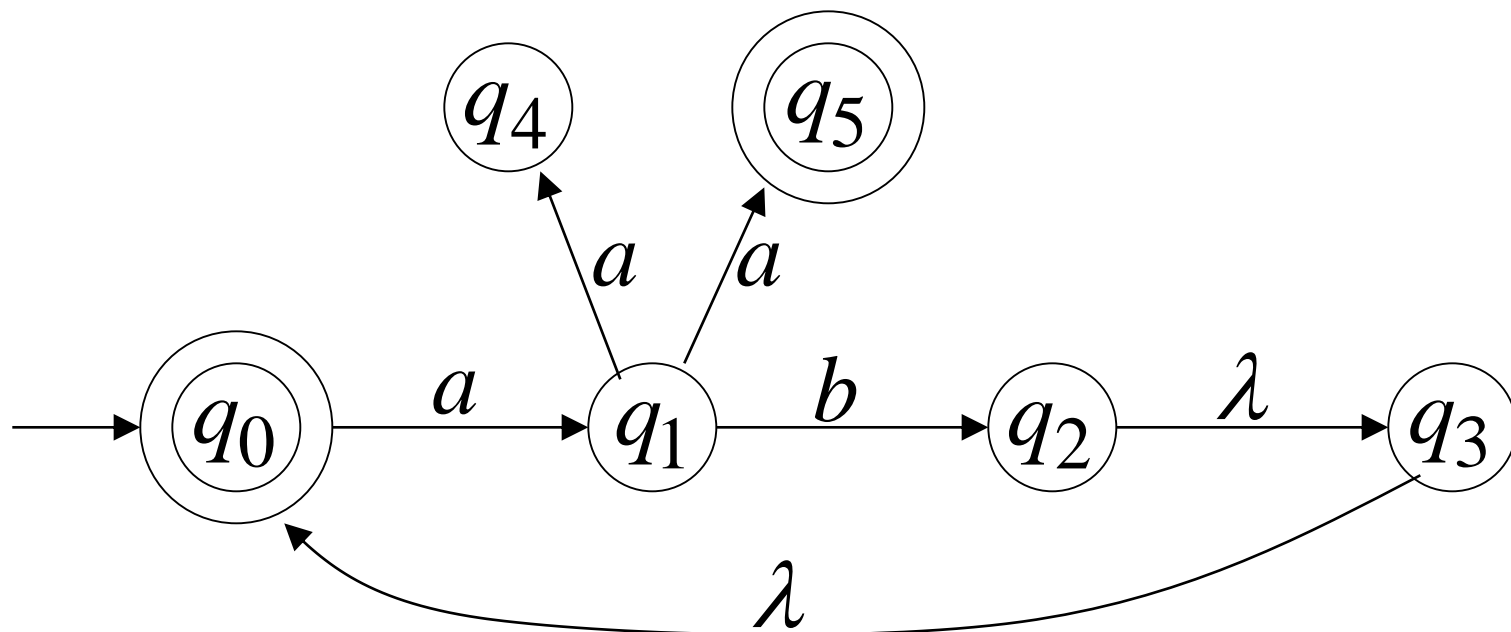 q₄ q₅
a a
q₀ a q₁ b q₂ λ q₃
λ